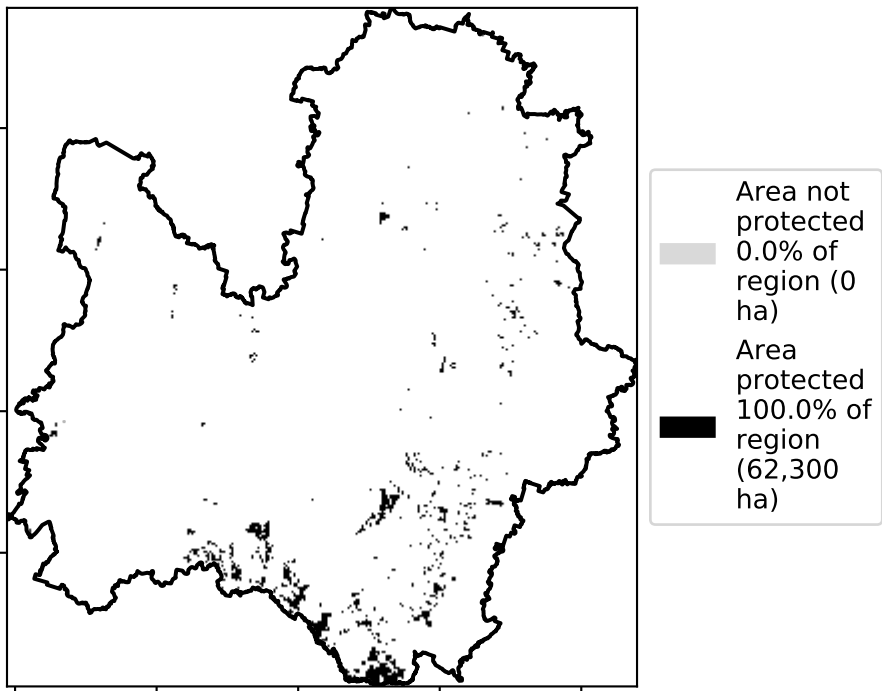 Area not
protected
0.0% of
region (0
ha)
Area
protected
100.0% of
region
(62,300
ha)